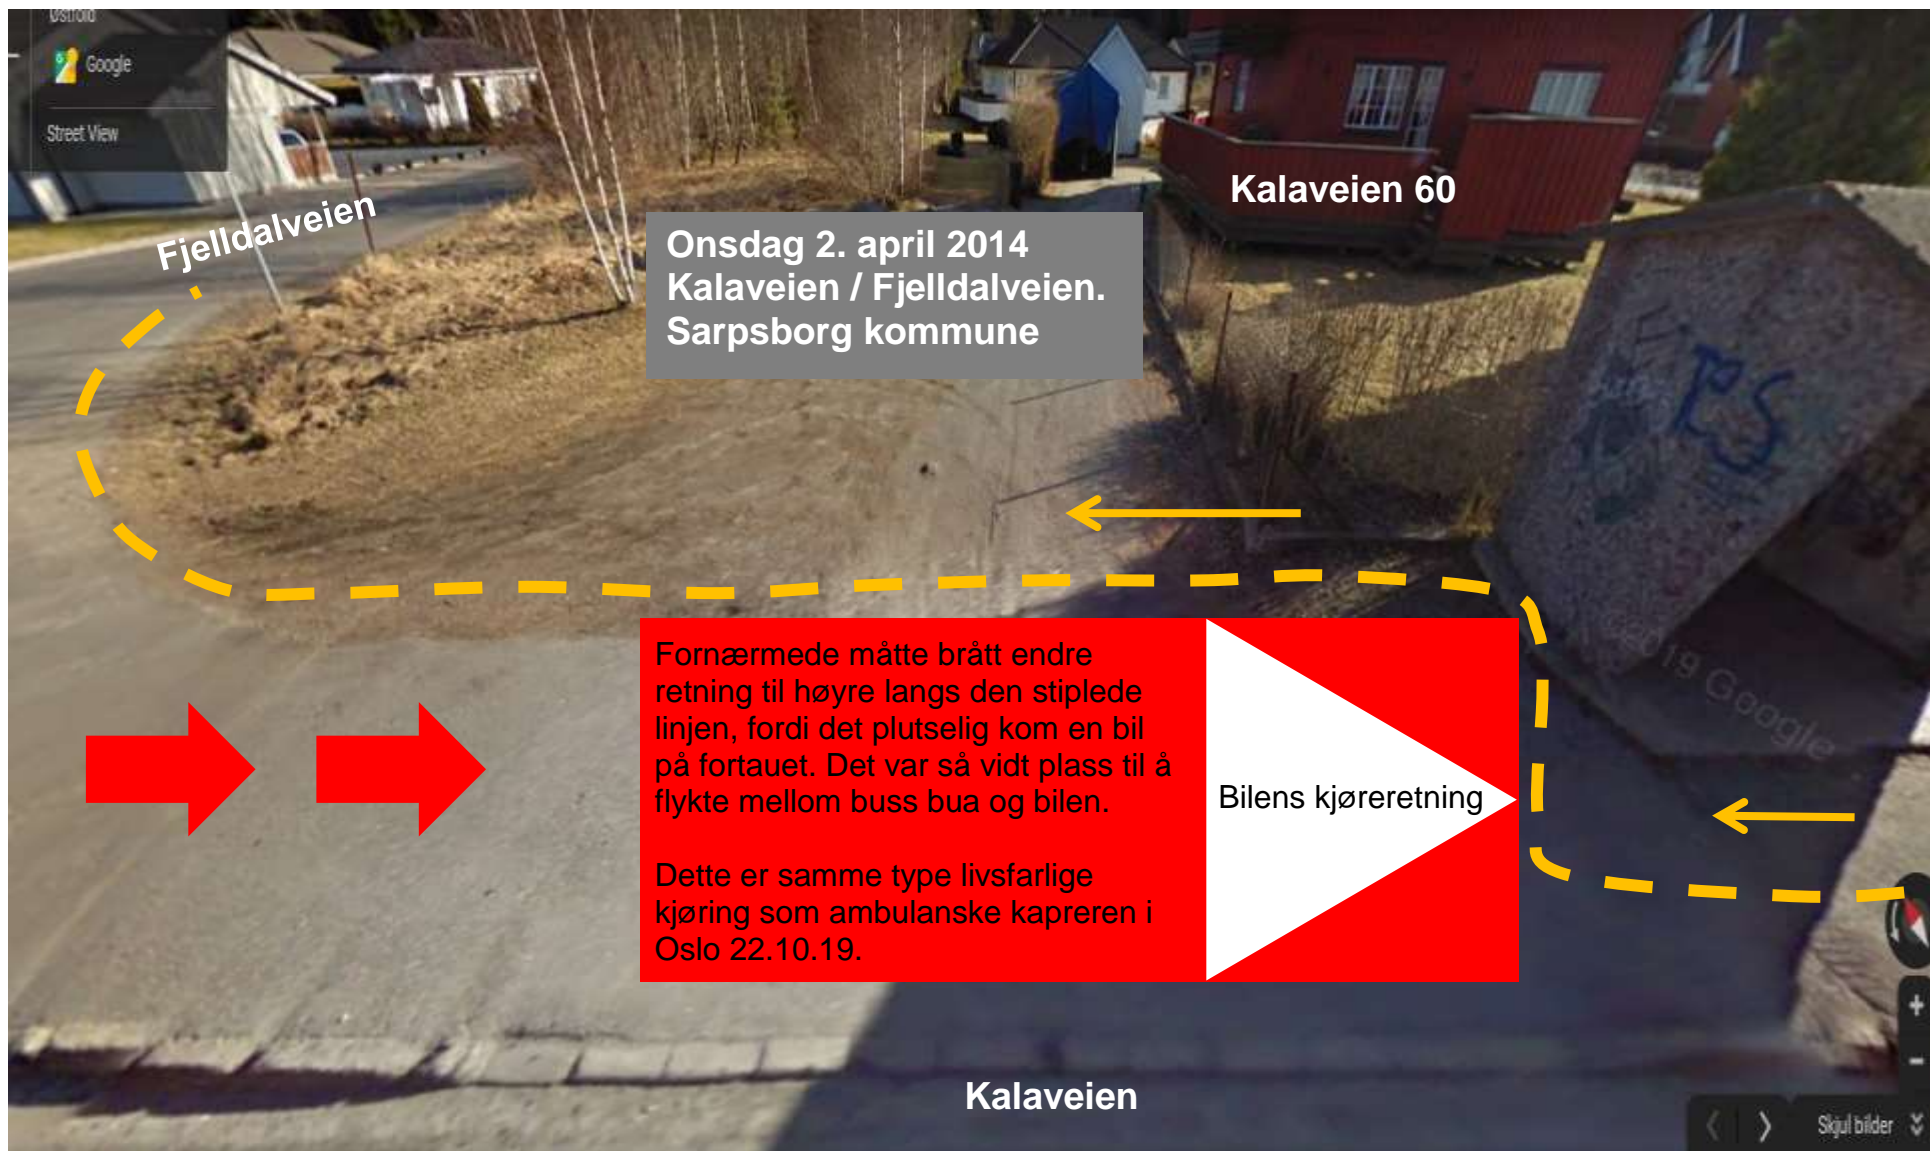 Østfold
Google
Street View
Fjelldalveien
Kalaveien 60
Onsdag 2. april 2014
Kalaveien / Fjelldalveien.
Sarpsborg kommune
Fornærmede måtte brått endre
retning til høyre langs den stiplede
linjen, fordi det plutselig kom en bil
på fortauet. Det var så vidt plass til å
flykte mellom buss bua og bilen.
Dette er samme type livsfarlige
kjøring som ambulanske kapreren i
Oslo 22.10.19.
Bilens kjøreretning
©2019 Google
Kalaveien
Skjul bilder